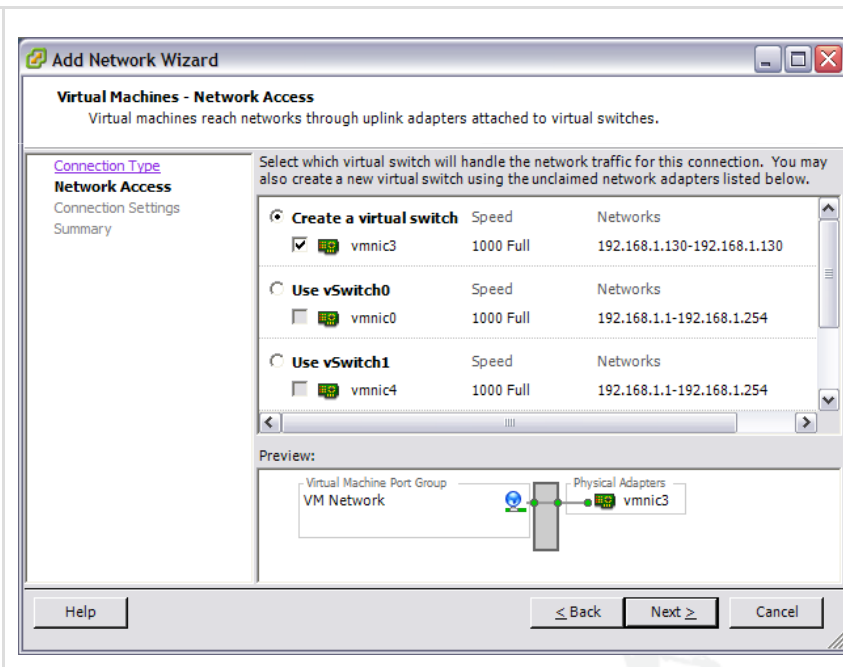 Add Network Wizard
Virtual Machines - Network Access
Virtual machines reach networks through uplink adapters attached to virtual switches.
Connection Type
Network Access
Connection Settings
Summary
Select which virtual switch will handle the network traffic for this connection. You may
also create a new virtual switch using the unclaimed network adapters listed below.
Create a virtual switch Speed Networks
vmnic3 1000 Full 192.168.1.130-192.168.1.130
Use vSwitch0 Speed Networks
vmnic0 1000 Full 192.168.1.1-192.168.1.254
Use vSwitch1 Speed Networks
vmnic4 1000 Full 192.168.1.1-192.168.1.254
Preview:
Virtual Machine Port Group Physical Adapters
VM Network vmnic3
Help < Back Next > Cancel